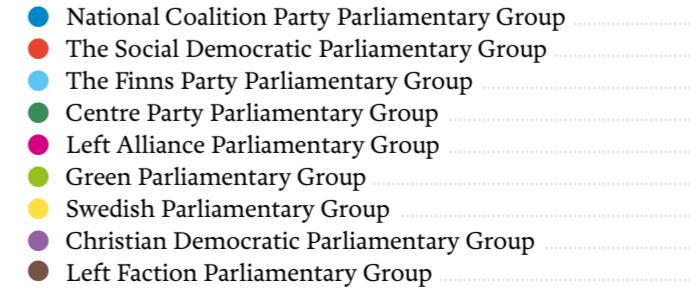 National Coalition Party Parliamentary Group
The Social Democratic Parliamentary Group
The Finns Party Parliamentary Group
Centre Party Parliamentary Group
Left Alliance Parliamentary Group
Green Parliamentary Group
Swedish Parliamentary Group
Christian Democratic Parliamentary Group
Left Faction Parliamentary Group